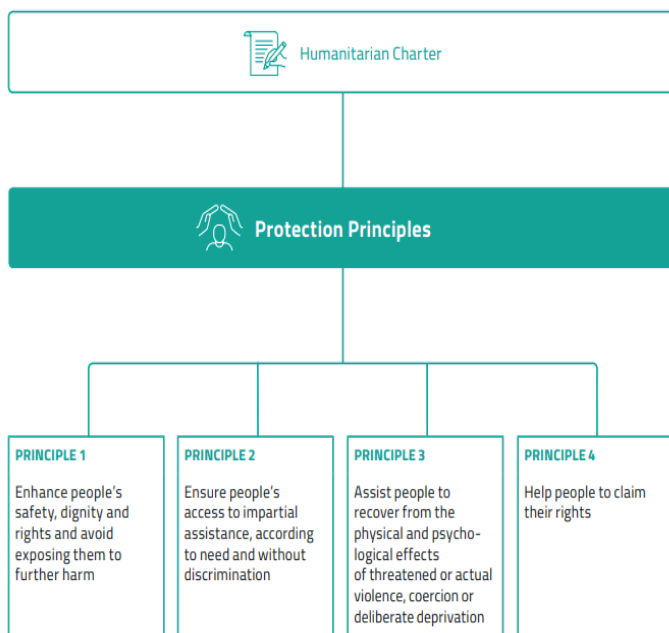 Humanitarian Charter
Protection Principles
PRINCIPLE 1
Enhance people's
safety, dignity and
rights and avoid
exposing them to
further harm
PRINCIPLE 2
Ensure people's
access to impartial
assistance, according
to need and without
discrimination
PRINCIPLE 3
Assist people to
recover from the
physical and psycho-
logical effects
of threatened or actual
violence, coercion or
deliberate deprivation
PRINCIPLE 4
Help people to claim
their rights